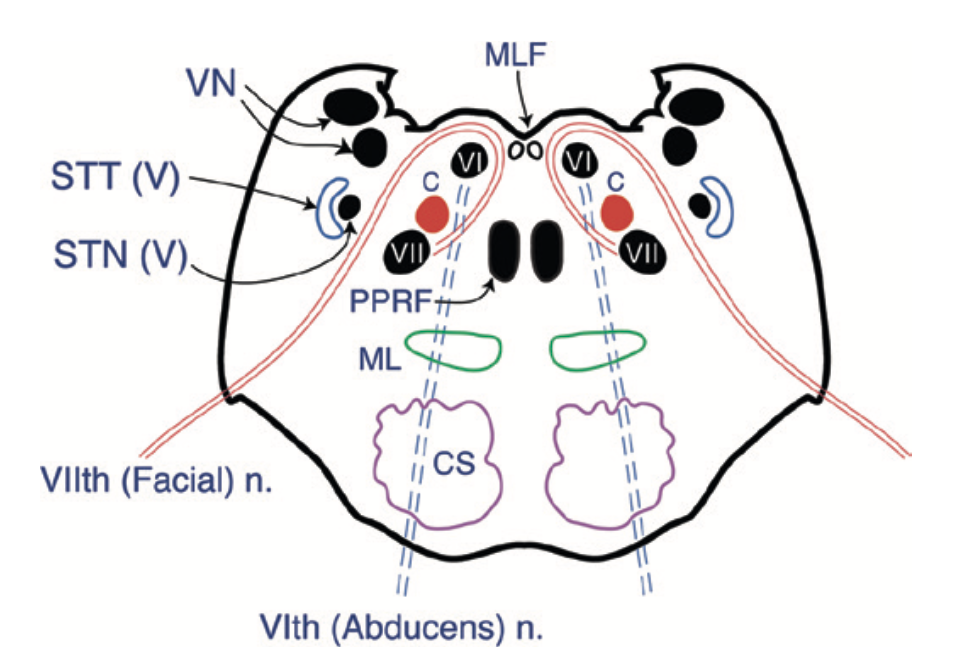 MLF
VN
VI
VI
STT (V)
C
C
STN (V)
VII
VII
PPRF
ML
CS
VIIth (Facial) n.
VIth (Abducens) n.